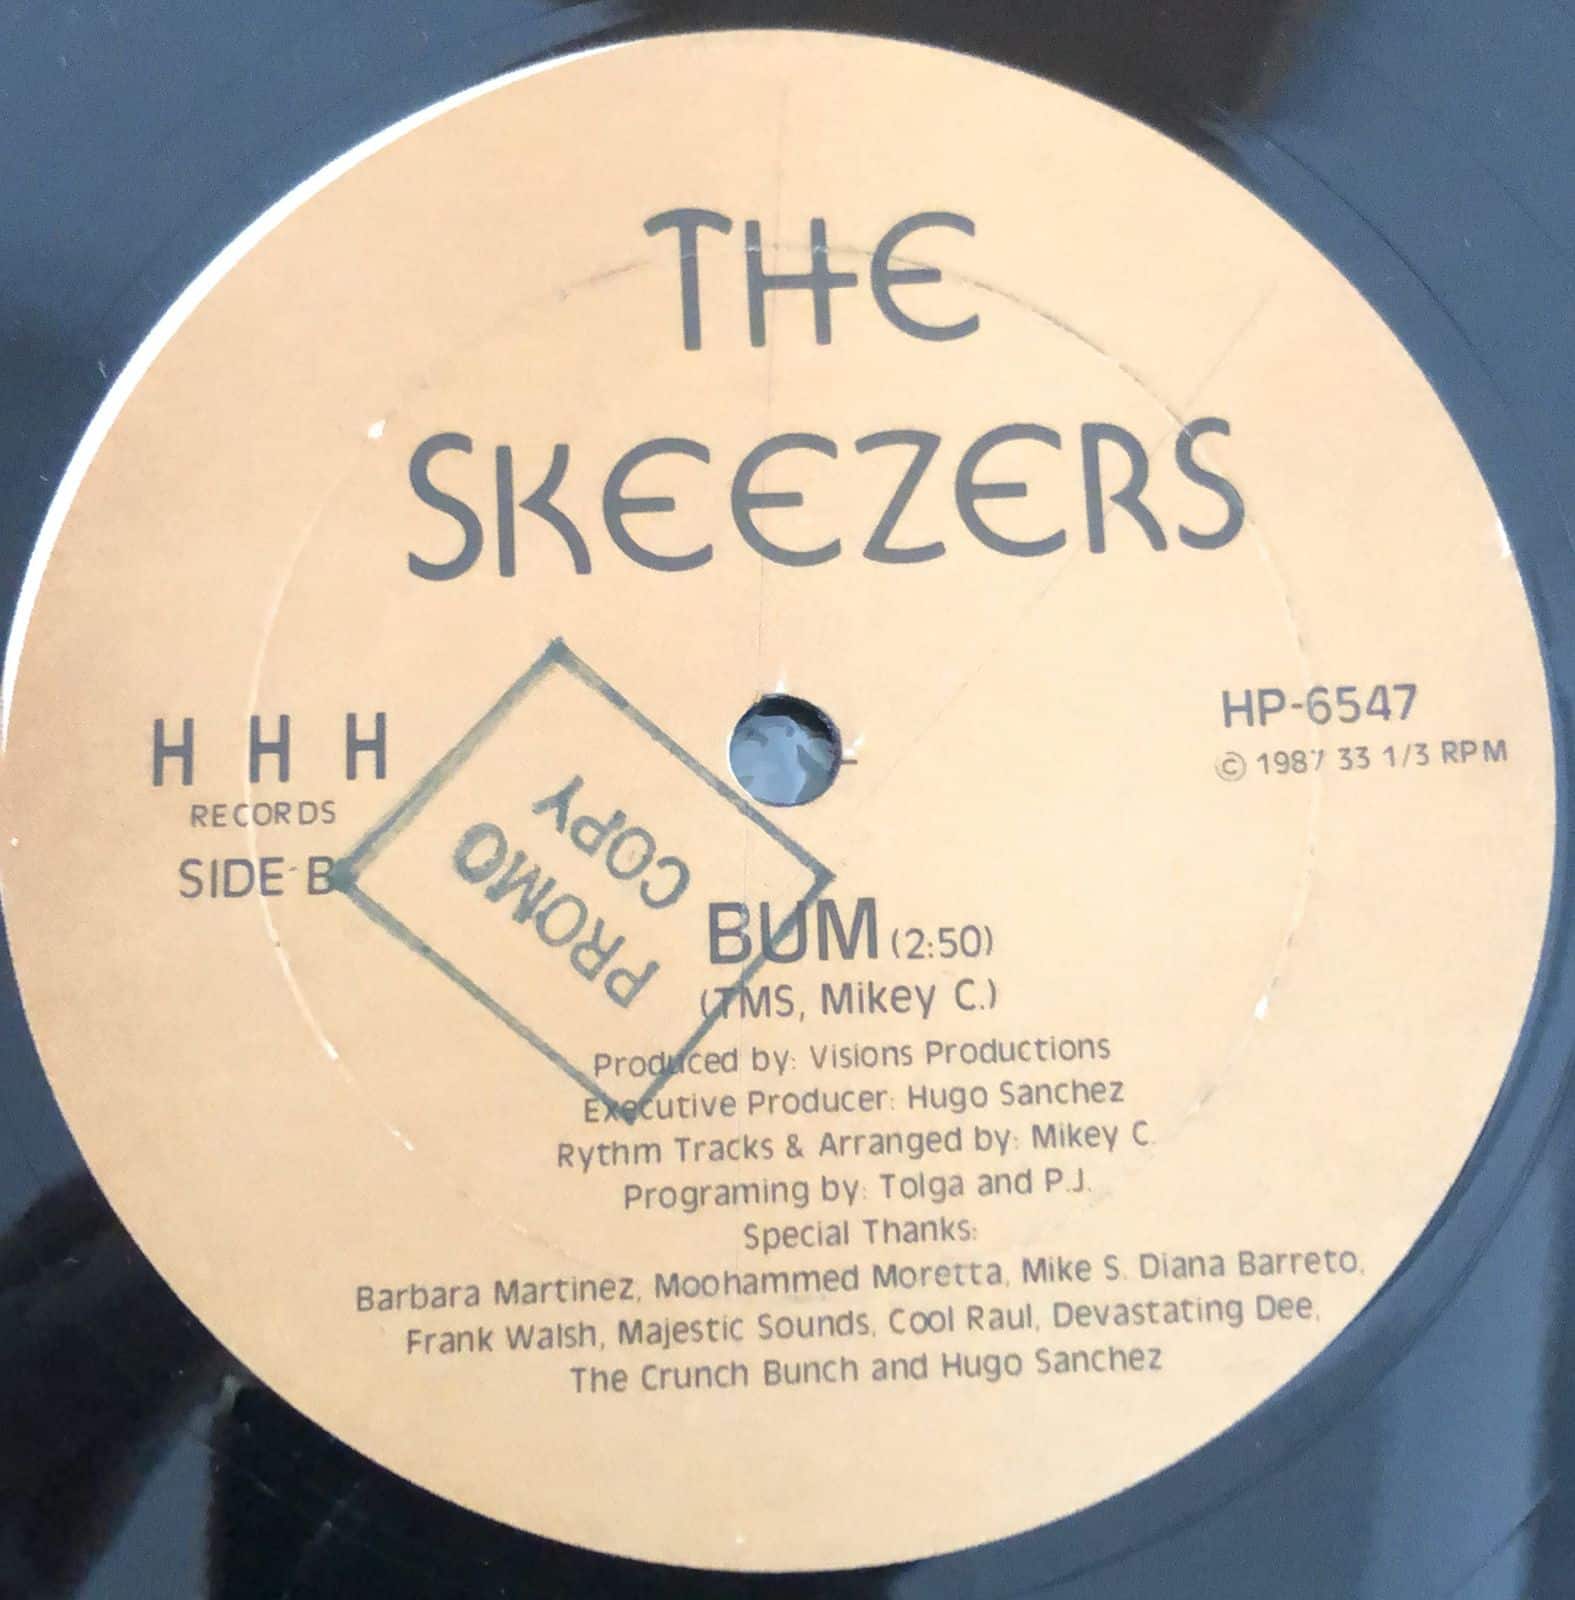 THE
SKEEZERS
H H H
RECORDS
SIDE B
HP-6547
© 1987 33 1/3 RPM
PROMO
COPY
BUM (2:50)
(TMS, Mikey C.)
Produced by: Visions Productions
Executive Producer: Hugo Sanchez
Rythm Tracks & Arranged by: Mikey C.
Programing by: Tolga and P.J.
Special Thanks:
Barbara Martinez, Moohammed Moretta, Mike S. Diana Barreto,
Frank Walsh, Majestic Sounds, Cool Raul, Devastating Dee,
The Crunch Bunch and Hugo Sanchez